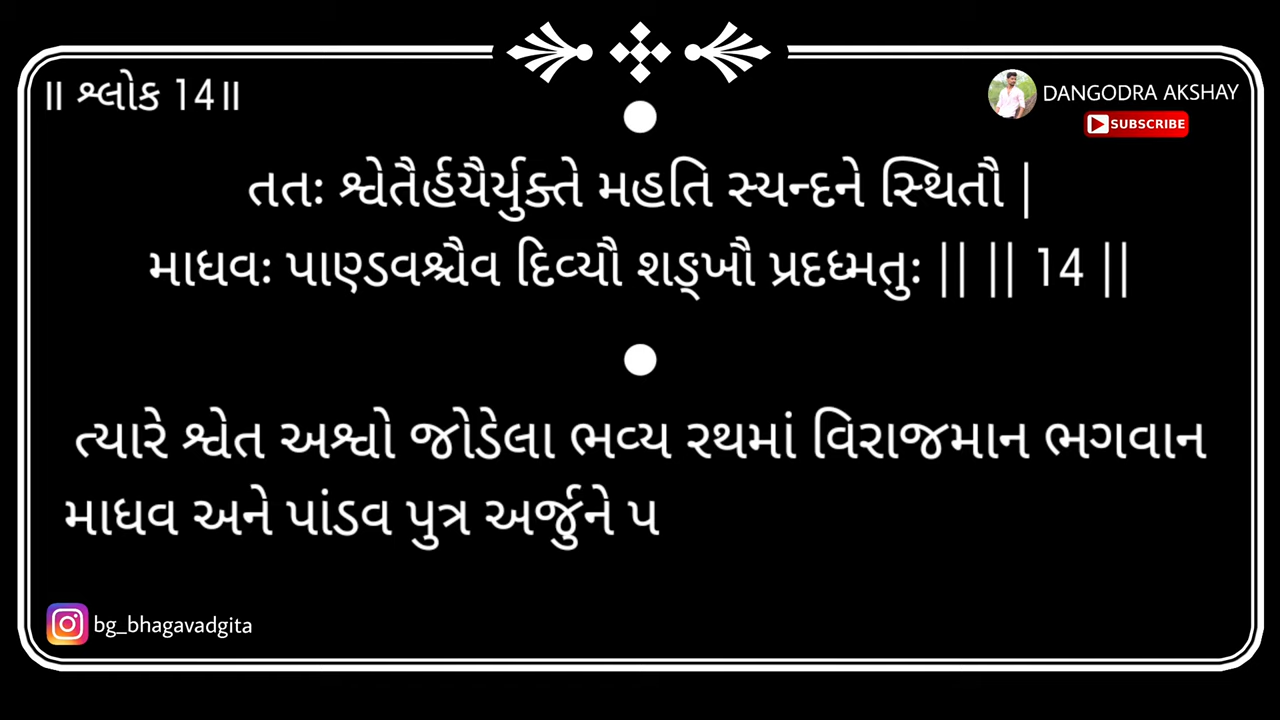 ॥ શ્લોક 14॥
DANGODRA AKSHAY
SUBSCRIBE
તતઃ શ્વેતૈર્હયૈર્યુક્તે મહતિ સ્યન્દને સ્થિતૌ |
માધવઃ પાણ્ડવશ્ચૈવ દિવ્યૌ શઙ્ખૌ પ્રદધ્મતુઃ || || 14 ||
ત્યારે શ્વેત અશ્વો જોડેલા ભવ્ય રથમાં વિરાજમાન ભગવાન
માધવ અને પાંડવ પુત્ર અર્જુને પ
bg_bhagavadgita